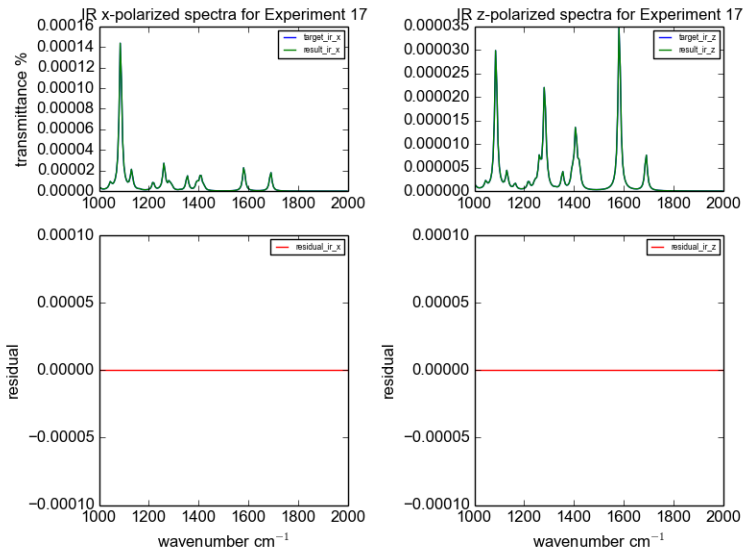 IR x-polarized spectra for Experiment 17
IR z-polarized spectra for Experiment 17
transmittance %
0.00016
0.00014
0.00012
0.00010
0.00008
0.00006
0.00004
0.00002
0.00000
target_ir_x
result_ir_x
1000 1200 1400 1600 1800 2000
0.000035
0.000030
0.000025
0.000020
0.000015
0.000010
0.000005
0.000000
target_ir_z
result_ir_z
1000 1200 1400 1600 1800 2000
residual
0.00010
0.00005
0.00000
−0.00005
−0.00010
residual_ir_x
1000 1200 1400 1600 1800 2000
wavenumber cm⁻¹
residual
0.00010
0.00005
0.00000
−0.00005
−0.00010
residual_ir_z
1000 1200 1400 1600 1800 2000
wavenumber cm⁻¹